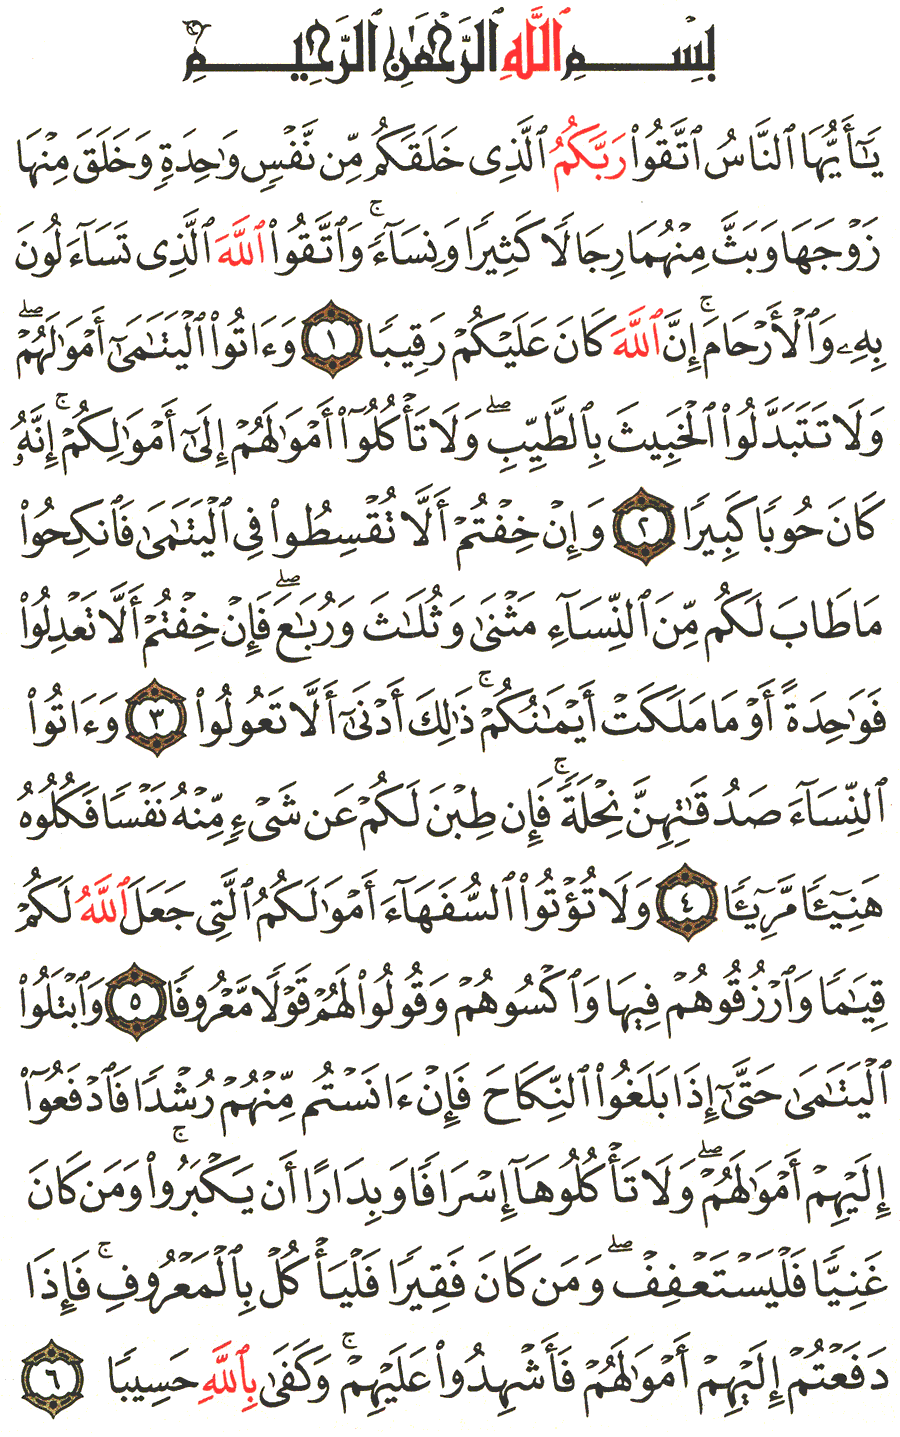 بِسْمِ ٱللَّهِ ٱلرَّحْمَٰنِ ٱلرَّحِيمِ
يَٰٓأَيُّهَا ٱلنَّاسُ ٱتَّقُوا۟ رَبَّكُمُ ٱلَّذِى خَلَقَكُم مِّن نَّفْسٍ وَٰحِدَةٍ وَخَلَقَ مِنْهَا
زَوْجَهَا وَبَثَّ مِنْهُمَا رِجَالًا كَثِيرًا وَنِسَآءً ۚ وَٱتَّقُوا۟ ٱللَّهَ ٱلَّذِى تَسَآءَلُونَ
بِهِۦ وَٱلْأَرْحَامَ ۚ إِنَّ ٱللَّهَ كَانَ عَلَيْكُمْ رَقِيبًا ١ وَءَاتُوا۟ ٱلْيَتَٰمَىٰٓ أَمْوَٰلَهُمْ ۖ
وَلَا تَتَبَدَّلُوا۟ ٱلْخَبِيثَ بِٱلطَّيِّبِ ۖ وَلَا تَأْكُلُوٓا۟ أَمْوَٰلَهُمْ إِلَىٰٓ أَمْوَٰلِكُمْ ۚ إِنَّهُۥ
كَانَ حُوبًا كَبِيرًا ٢ وَإِنْ خِفْتُمْ أَلَّا تُقْسِطُوا۟ فِى ٱلْيَتَٰمَىٰ فَٱنكِحُوا۟
مَا طَابَ لَكُم مِّنَ ٱلنِّسَآءِ مَثْنَىٰ وَثُلَٰثَ وَرُبَٰعَ ۖ فَإِنْ خِفْتُمْ أَلَّا تَعْدِلُوا۟
فَوَٰحِدَةً أَوْ مَا مَلَكَتْ أَيْمَٰنُكُمْ ۚ ذَٰلِكَ أَدْنَىٰٓ أَلَّا تَعُولُوا۟ ٣ وَءَاتُوا۟
ٱلنِّسَآءَ صَدُقَٰتِهِنَّ نِحْلَةً ۚ فَإِن طِبْنَ لَكُمْ عَن شَىْءٍ مِّنْهُ نَفْسًا فَكُلُوهُ
هَنِيٓـًٔا مَّرِيٓـًٔا ٤ وَلَا تُؤْتُوا۟ ٱلسُّفَهَآءَ أَمْوَٰلَكُمُ ٱلَّتِى جَعَلَ ٱللَّهُ لَكُمْ
قِيَٰمًا وَٱرْزُقُوهُمْ فِيهَا وَٱكْسُوهُمْ وَقُولُوا۟ لَهُمْ قَوْلًا مَّعْرُوفًا ٥ وَٱبْتَلُوا۟
ٱلْيَتَٰمَىٰ حَتَّىٰٓ إِذَا بَلَغُوا۟ ٱلنِّكَاحَ فَإِنْ ءَانَسْتُم مِّنْهُمْ رُشْدًا فَٱدْفَعُوٓا۟
إِلَيْهِمْ أَمْوَٰلَهُمْ ۖ وَلَا تَأْكُلُوهَآ إِسْرَافًا وَبِدَارًا أَن يَكْبَرُوا۟ ۚ وَمَن كَانَ
غَنِيًّا فَلْيَسْتَعْفِفْ ۖ وَمَن كَانَ فَقِيرًا فَلْيَأْكُلْ بِٱلْمَعْرُوفِ ۚ فَإِذَا
دَفَعْتُمْ إِلَيْهِمْ أَمْوَٰلَهُمْ فَأَشْهِدُوا۟ عَلَيْهِمْ ۚ وَكَفَىٰ بِٱللَّهِ حَسِيبًا ٦